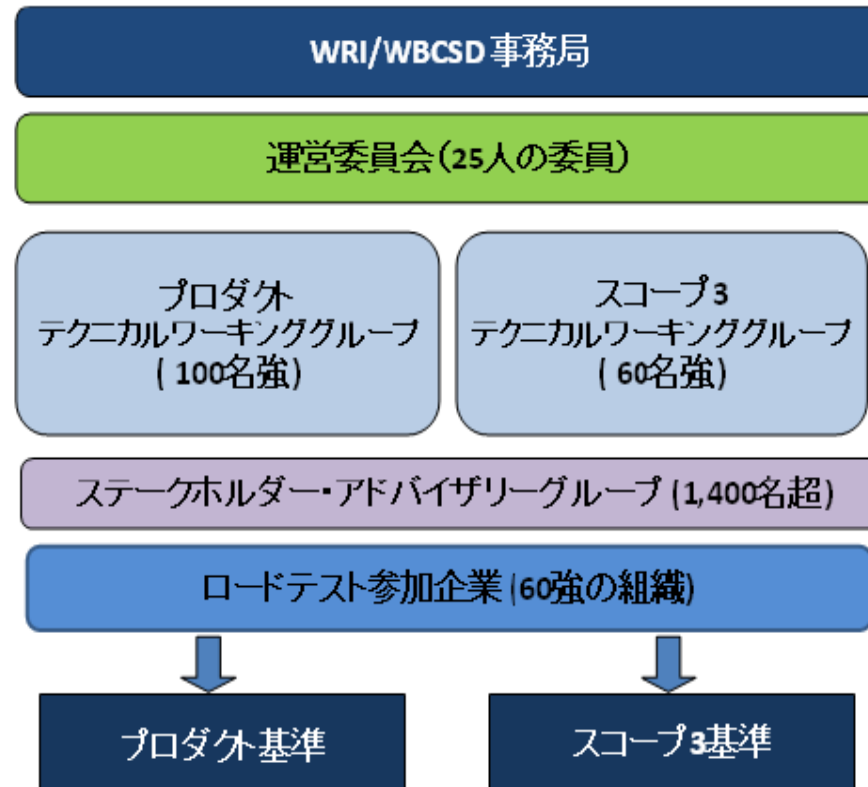 WRI/WBCSD 事務局
運営委員会(25人の委員)
プロダクト
テクニカルワーキンググループ
( 100名強)
スコープ3
テクニカルワーキンググループ
( 60名強)
ステークホルダー・アドバイザリーグループ (1,400名超)
ロードテスト参加企業 (60強の組織)
プロダクト基準
スコープ3基準